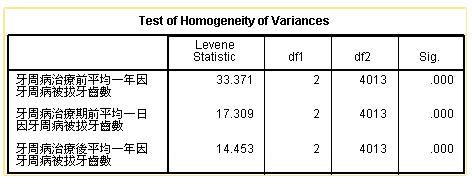 Test of Homogeneity of Variances
Levene
Statistic df1 df2 Sig.
牙周病治療前平均一年因
牙周病被拔牙齒數 33.371 2 4013 .000
牙周病治療期前平均一日
因牙周病被拔牙齒數 17.309 2 4013 .000
牙周病治療後平均一年因
牙周病被拔牙齒數 14.453 2 4013 .000